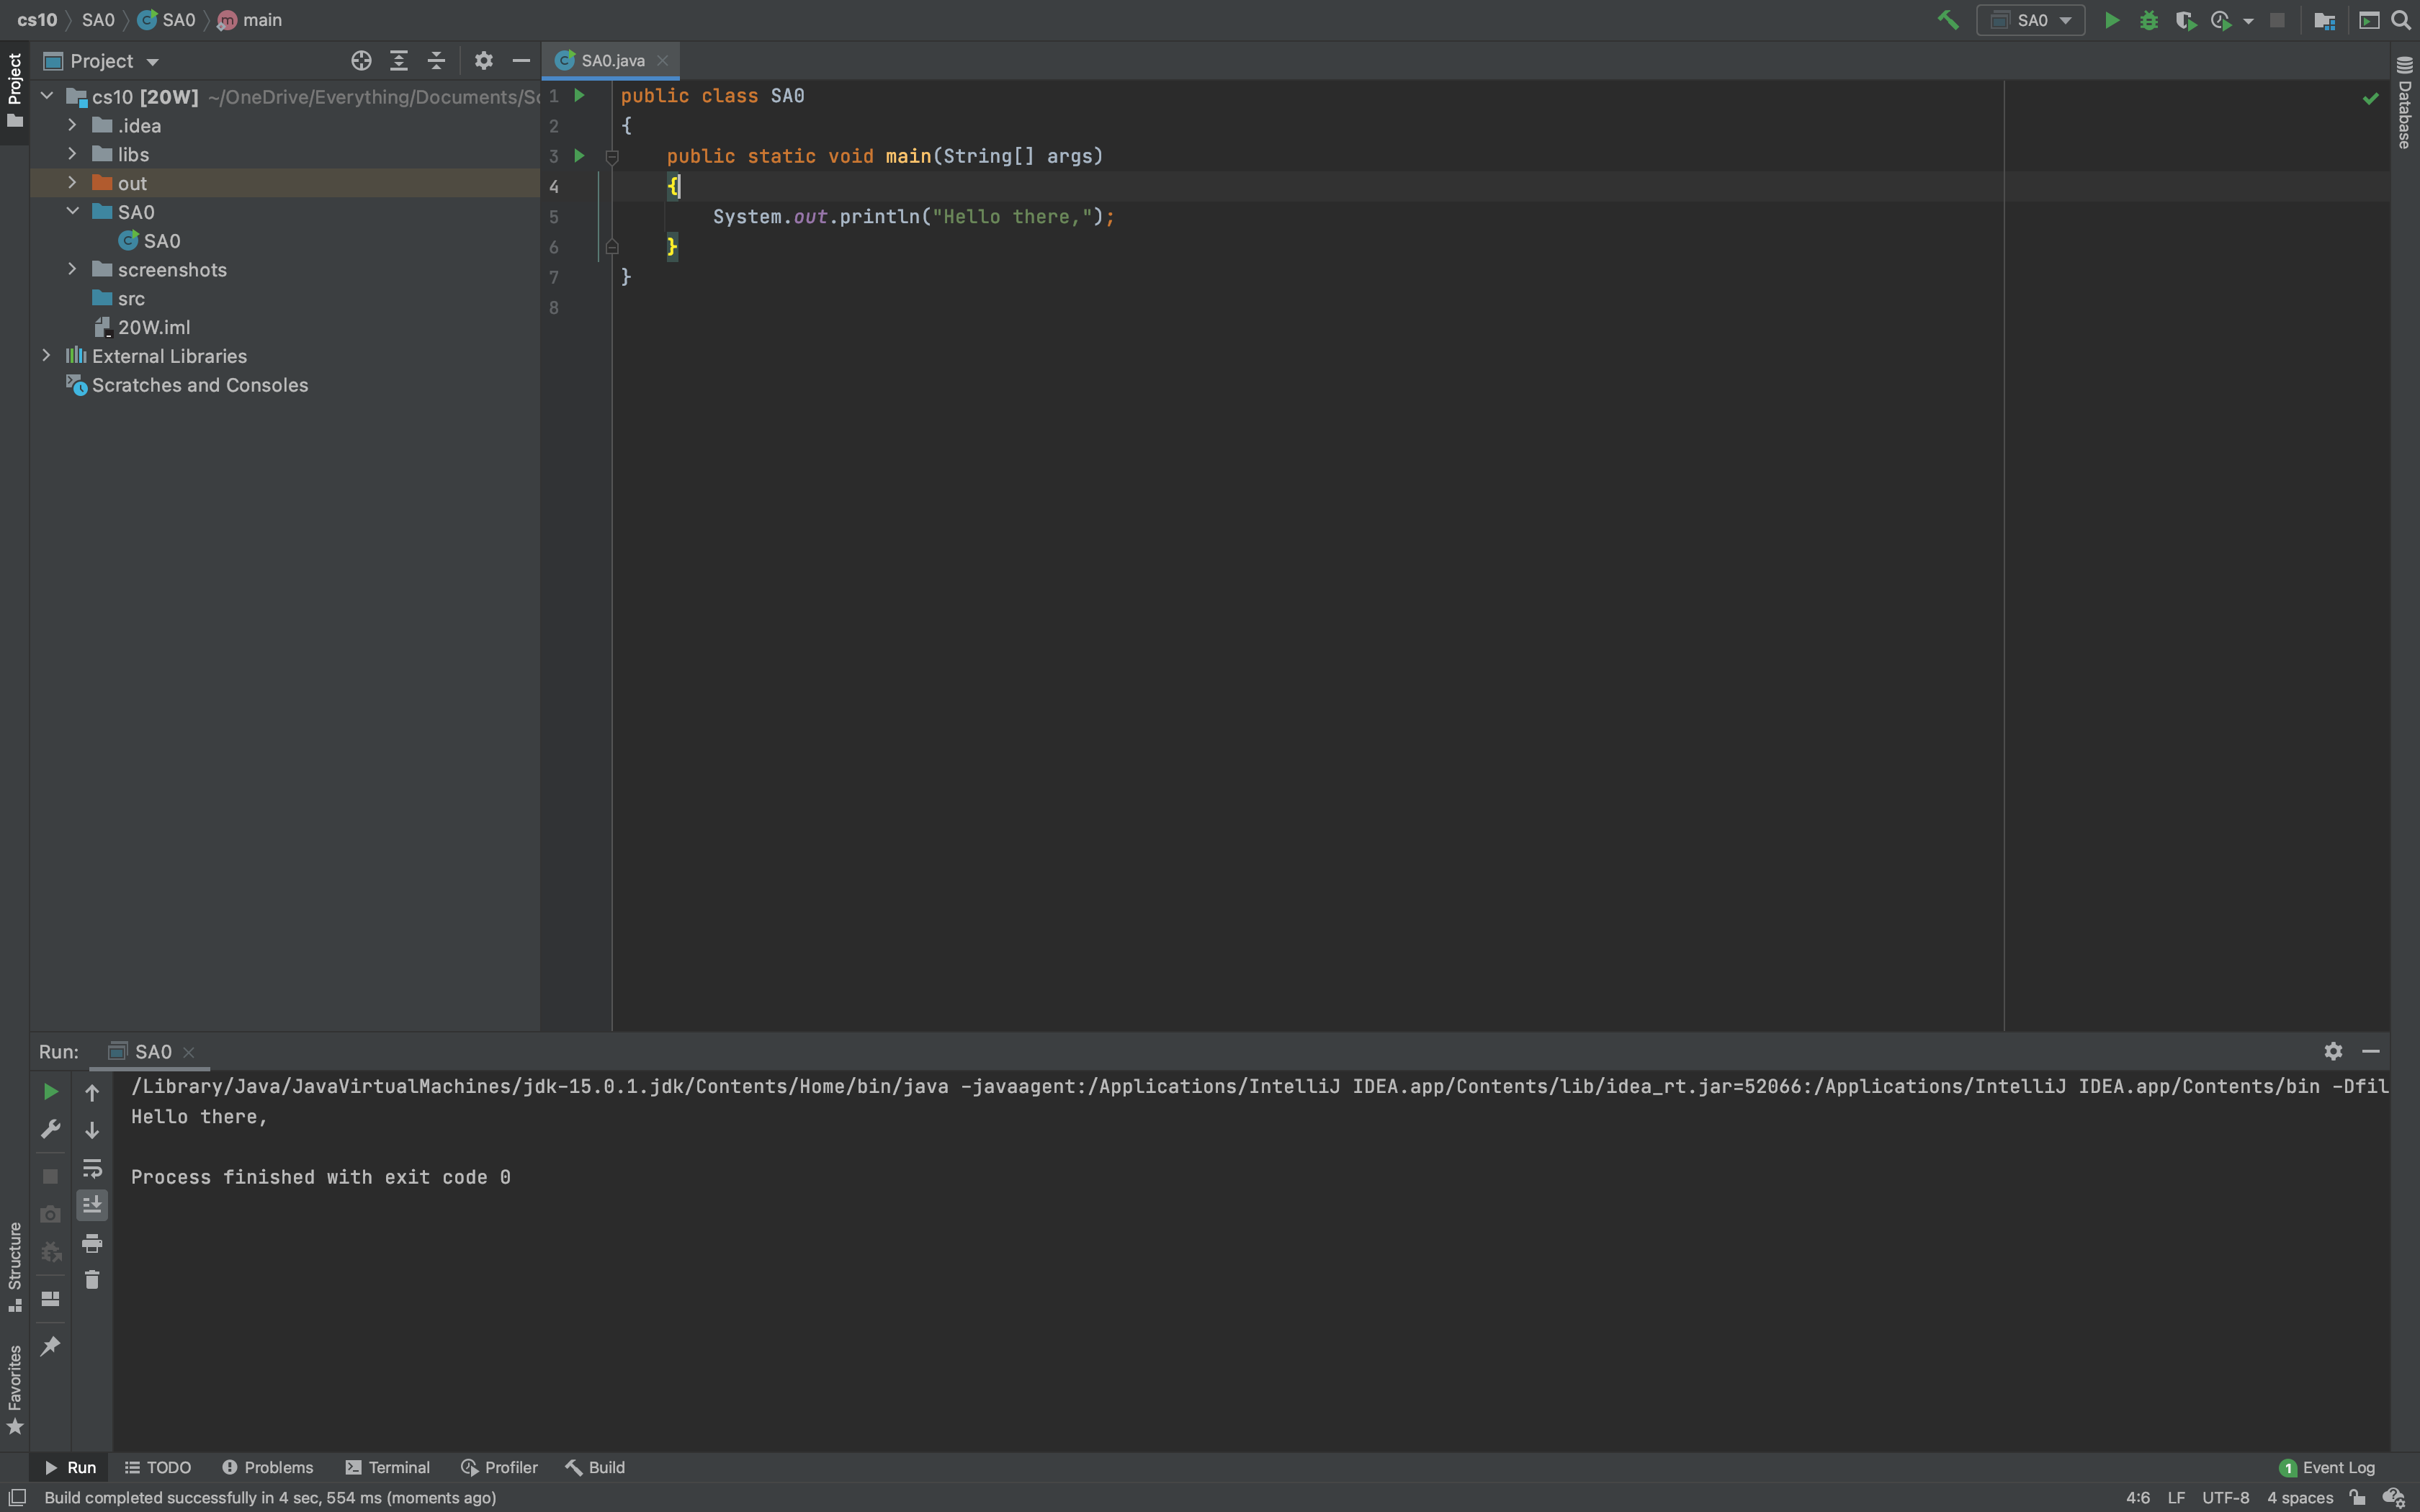 cs10 SA0 SA0 main
SA0
Project
SA0.java
cs10 [20W] ~/OneDrive/Everything/Documents/Sc
.idea
libs
out
SA0
SA0
screenshots
src
20W.iml
External Libraries
Scratches and Consoles
1 public class SA0
2 {
3     public static void main(String[] args)
4     {
5         System.out.println("Hello there,");
6     }
7 }
8
Project
Database
Structure
Favorites
Run: SA0
/Library/Java/JavaVirtualMachines/jdk-15.0.1.jdk/Contents/Home/bin/java -javaagent:/Applications/IntelliJ IDEA.app/Contents/lib/idea_rt.jar=52066:/Applications/IntelliJ IDEA.app/Contents/bin -Dfil
Hello there,
Process finished with exit code 0
Run TODO Problems Terminal Profiler Build 1 Event Log
Build completed successfully in 4 sec, 554 ms (moments ago) 4:6 LF UTF-8 4 spaces